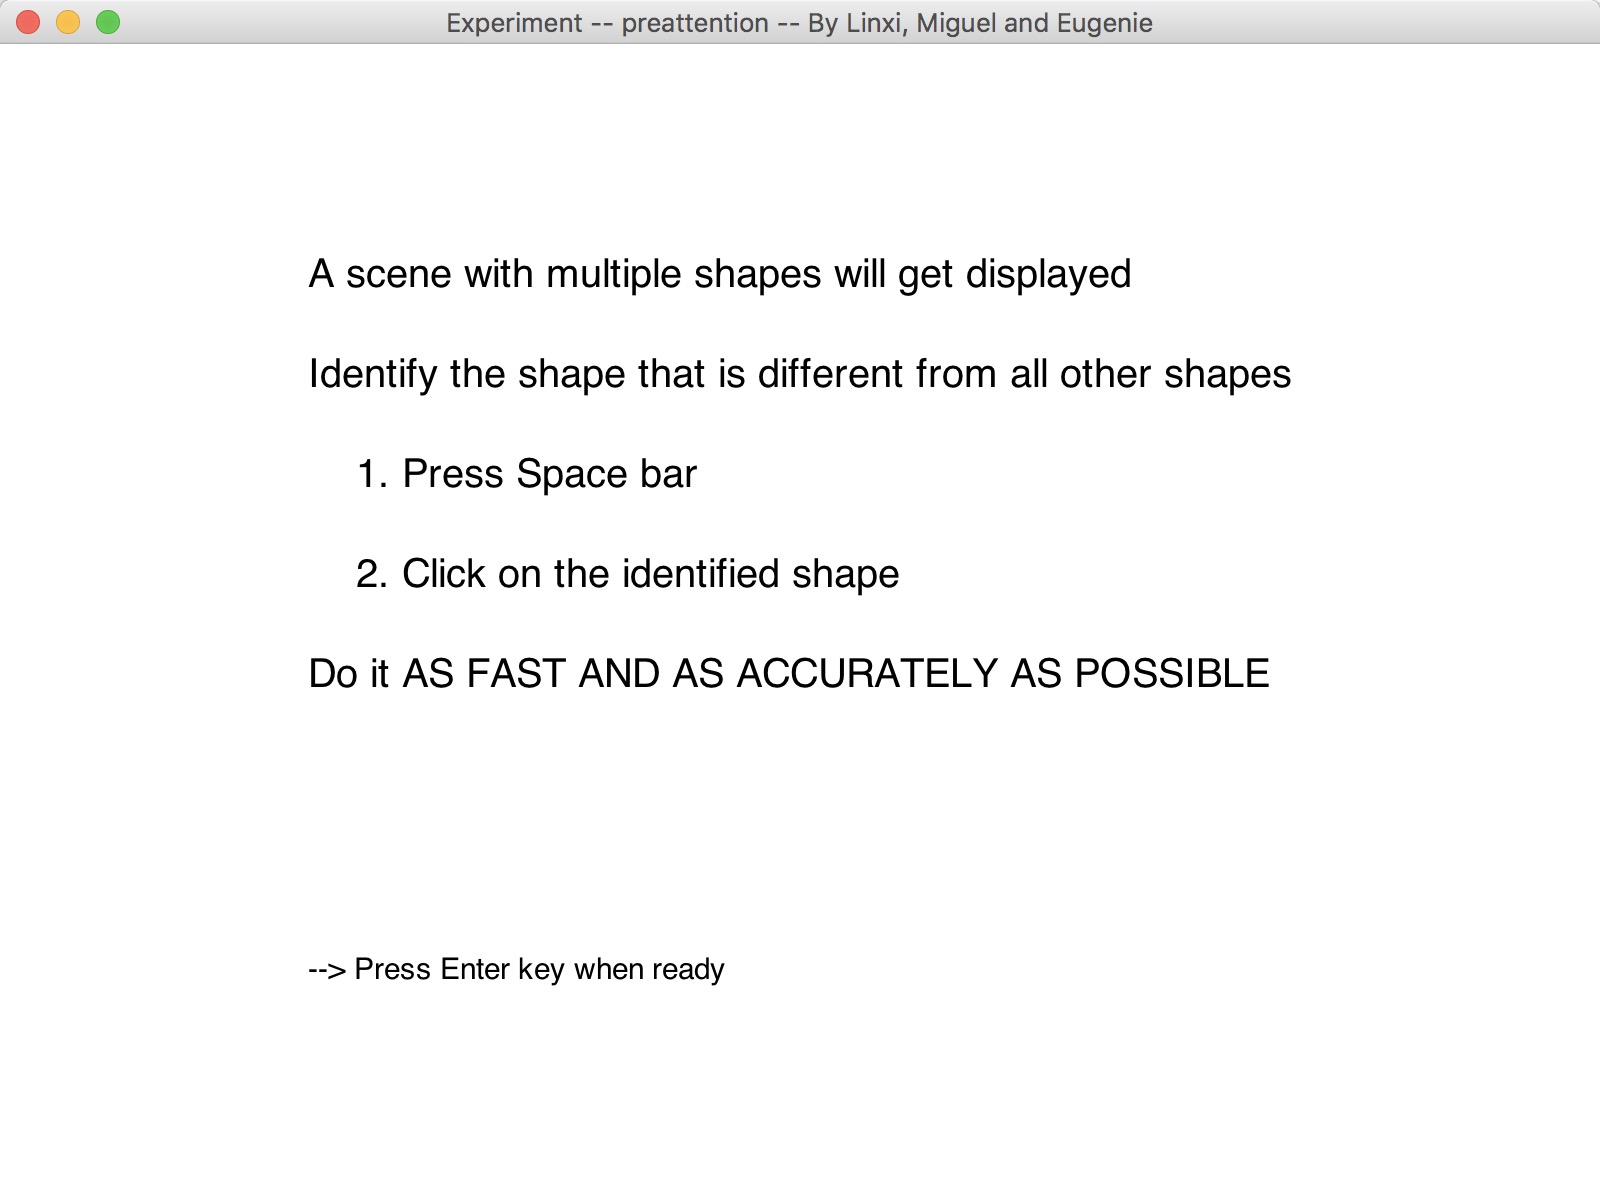 Experiment -- preattention -- By Linxi, Miguel and Eugenie
A scene with multiple shapes will get displayed
Identify the shape that is different from all other shapes
1. Press Space bar
2. Click on the identified shape
Do it AS FAST AND AS ACCURATELY AS POSSIBLE
--> Press Enter key when ready